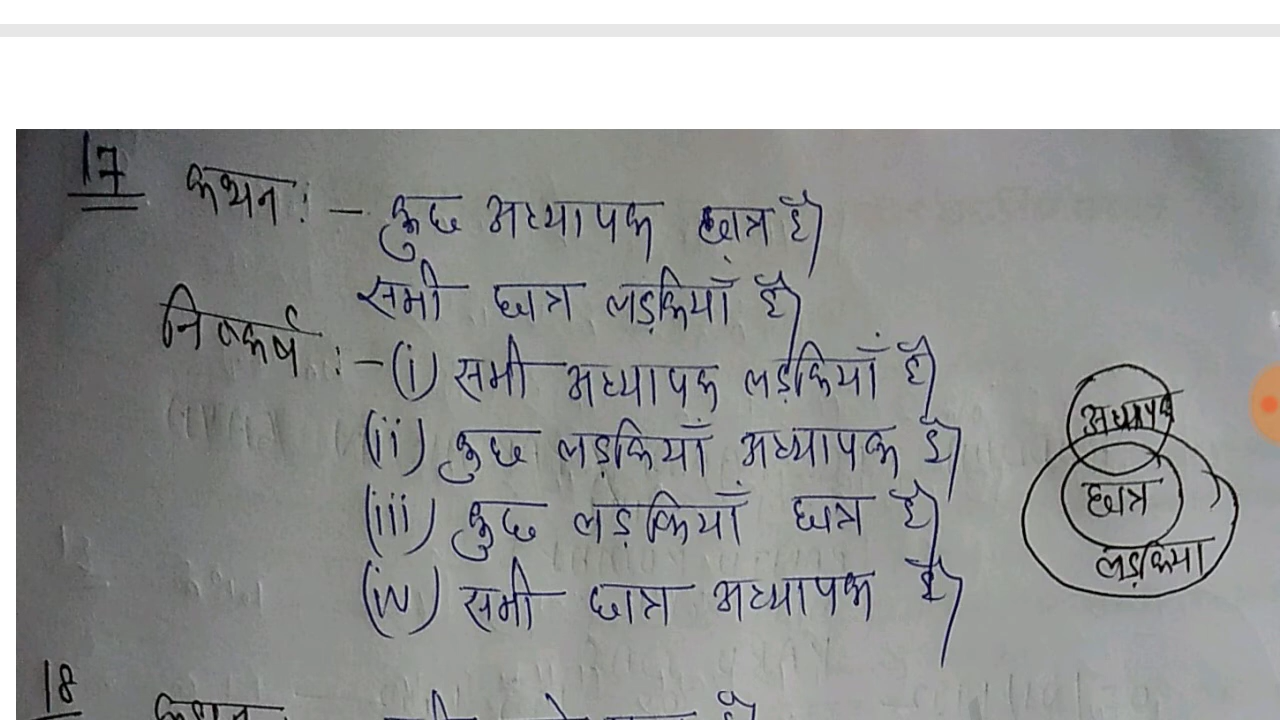 17 कथन :- कुछ अध्यापक छात्र है
सभी छात्र लड़कियाँ है
निष्कर्ष :- (i) सभी अध्यापक लड़कियाँ है
(ii) कुछ लड़कियाँ अध्यापक है
(iii) कुछ लड़कियाँ छात्र है
(iv) सभी छात्र अध्यापक है
अध्यापक
छात्र
लड़किया
18